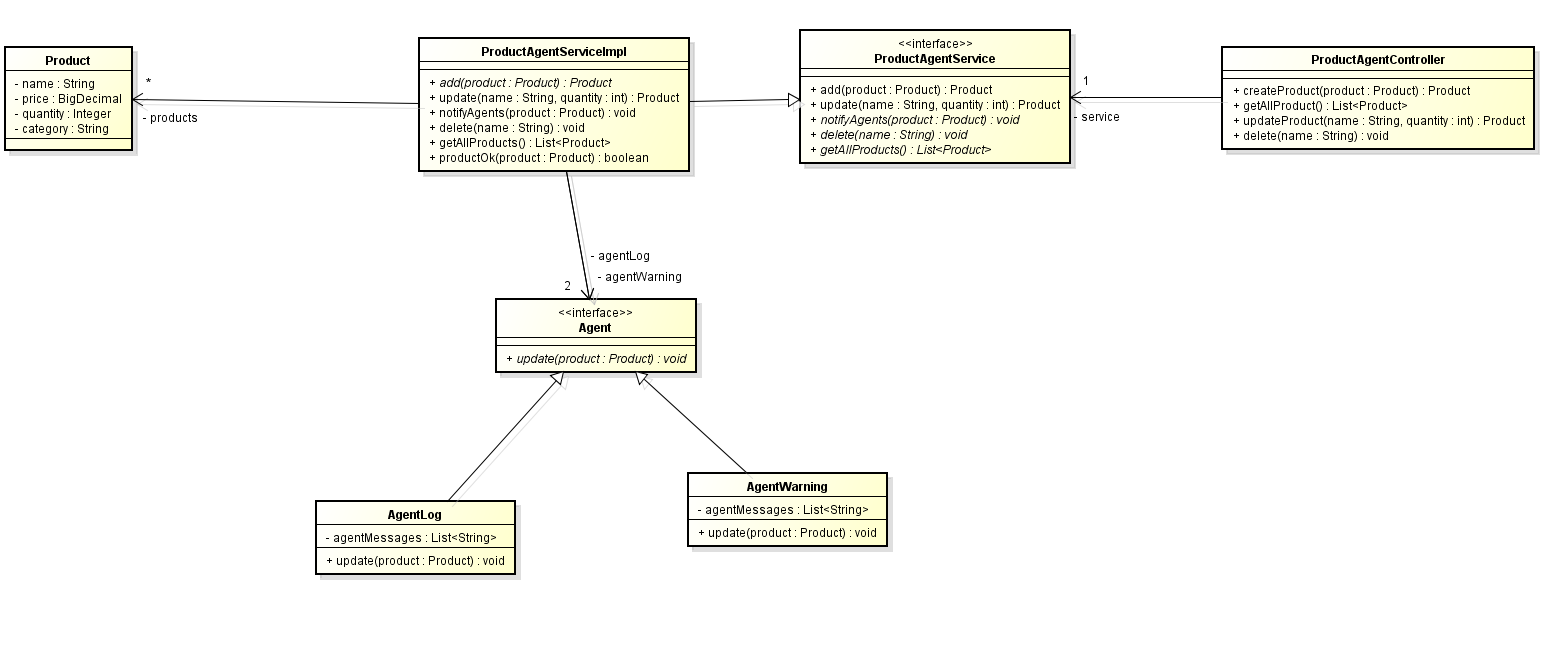 Product
- name : String
- price : BigDecimal
- quantity : Integer
- category : String
*
- products
ProductAgentServiceImpl
+ add(product : Product) : Product
+ update(name : String, quantity : int) : Product
+ notifyAgents(product : Product) : void
+ delete(name : String) : void
+ getAllProducts() : List<Product>
+ productOk(product : Product) : boolean
<<interface>>
ProductAgentService
+ add(product : Product) : Product
+ update(name : String, quantity : int) : Product
+ notifyAgents(product : Product) : void
+ delete(name : String) : void
+ getAllProducts() : List<Product>
1
- service
ProductAgentController
+ createProduct(product : Product) : Product
+ getAllProduct() : List<Product>
+ updateProduct(name : String, quantity : int) : Product
+ delete(name : String) : void
- agentLog
- agentWarning
2
<<interface>>
Agent
+ update(product : Product) : void
AgentLog
- agentMessages : List<String>
+ update(product : Product) : void
AgentWarning
- agentMessages : List<String>
+ update(product : Product) : void